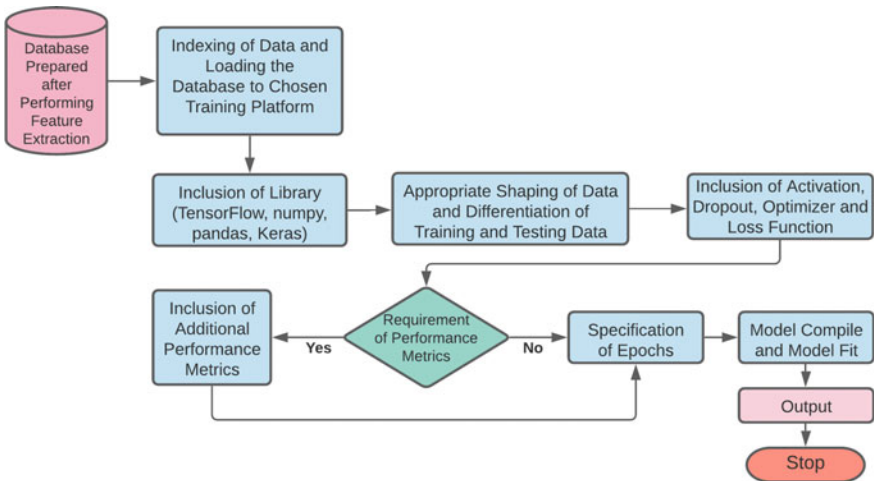 Database
Prepared
after
Performing
Feature
Extraction
Indexing of Data and
Loading the
Database to Chosen
Training Platform
Inclusion of Library
(TensorFlow, numpy,
pandas, Keras)
Appropriate Shaping of Data
and Differentiation of
Training and Testing Data
Inclusion of Activation,
Dropout, Optimizer and
Loss Function
Requirement
of Performance
Metrics
Yes
No
Inclusion of
Additional
Performance
Metrics
Specification
of Epochs
Model Compile
and Model Fit
Output
Stop